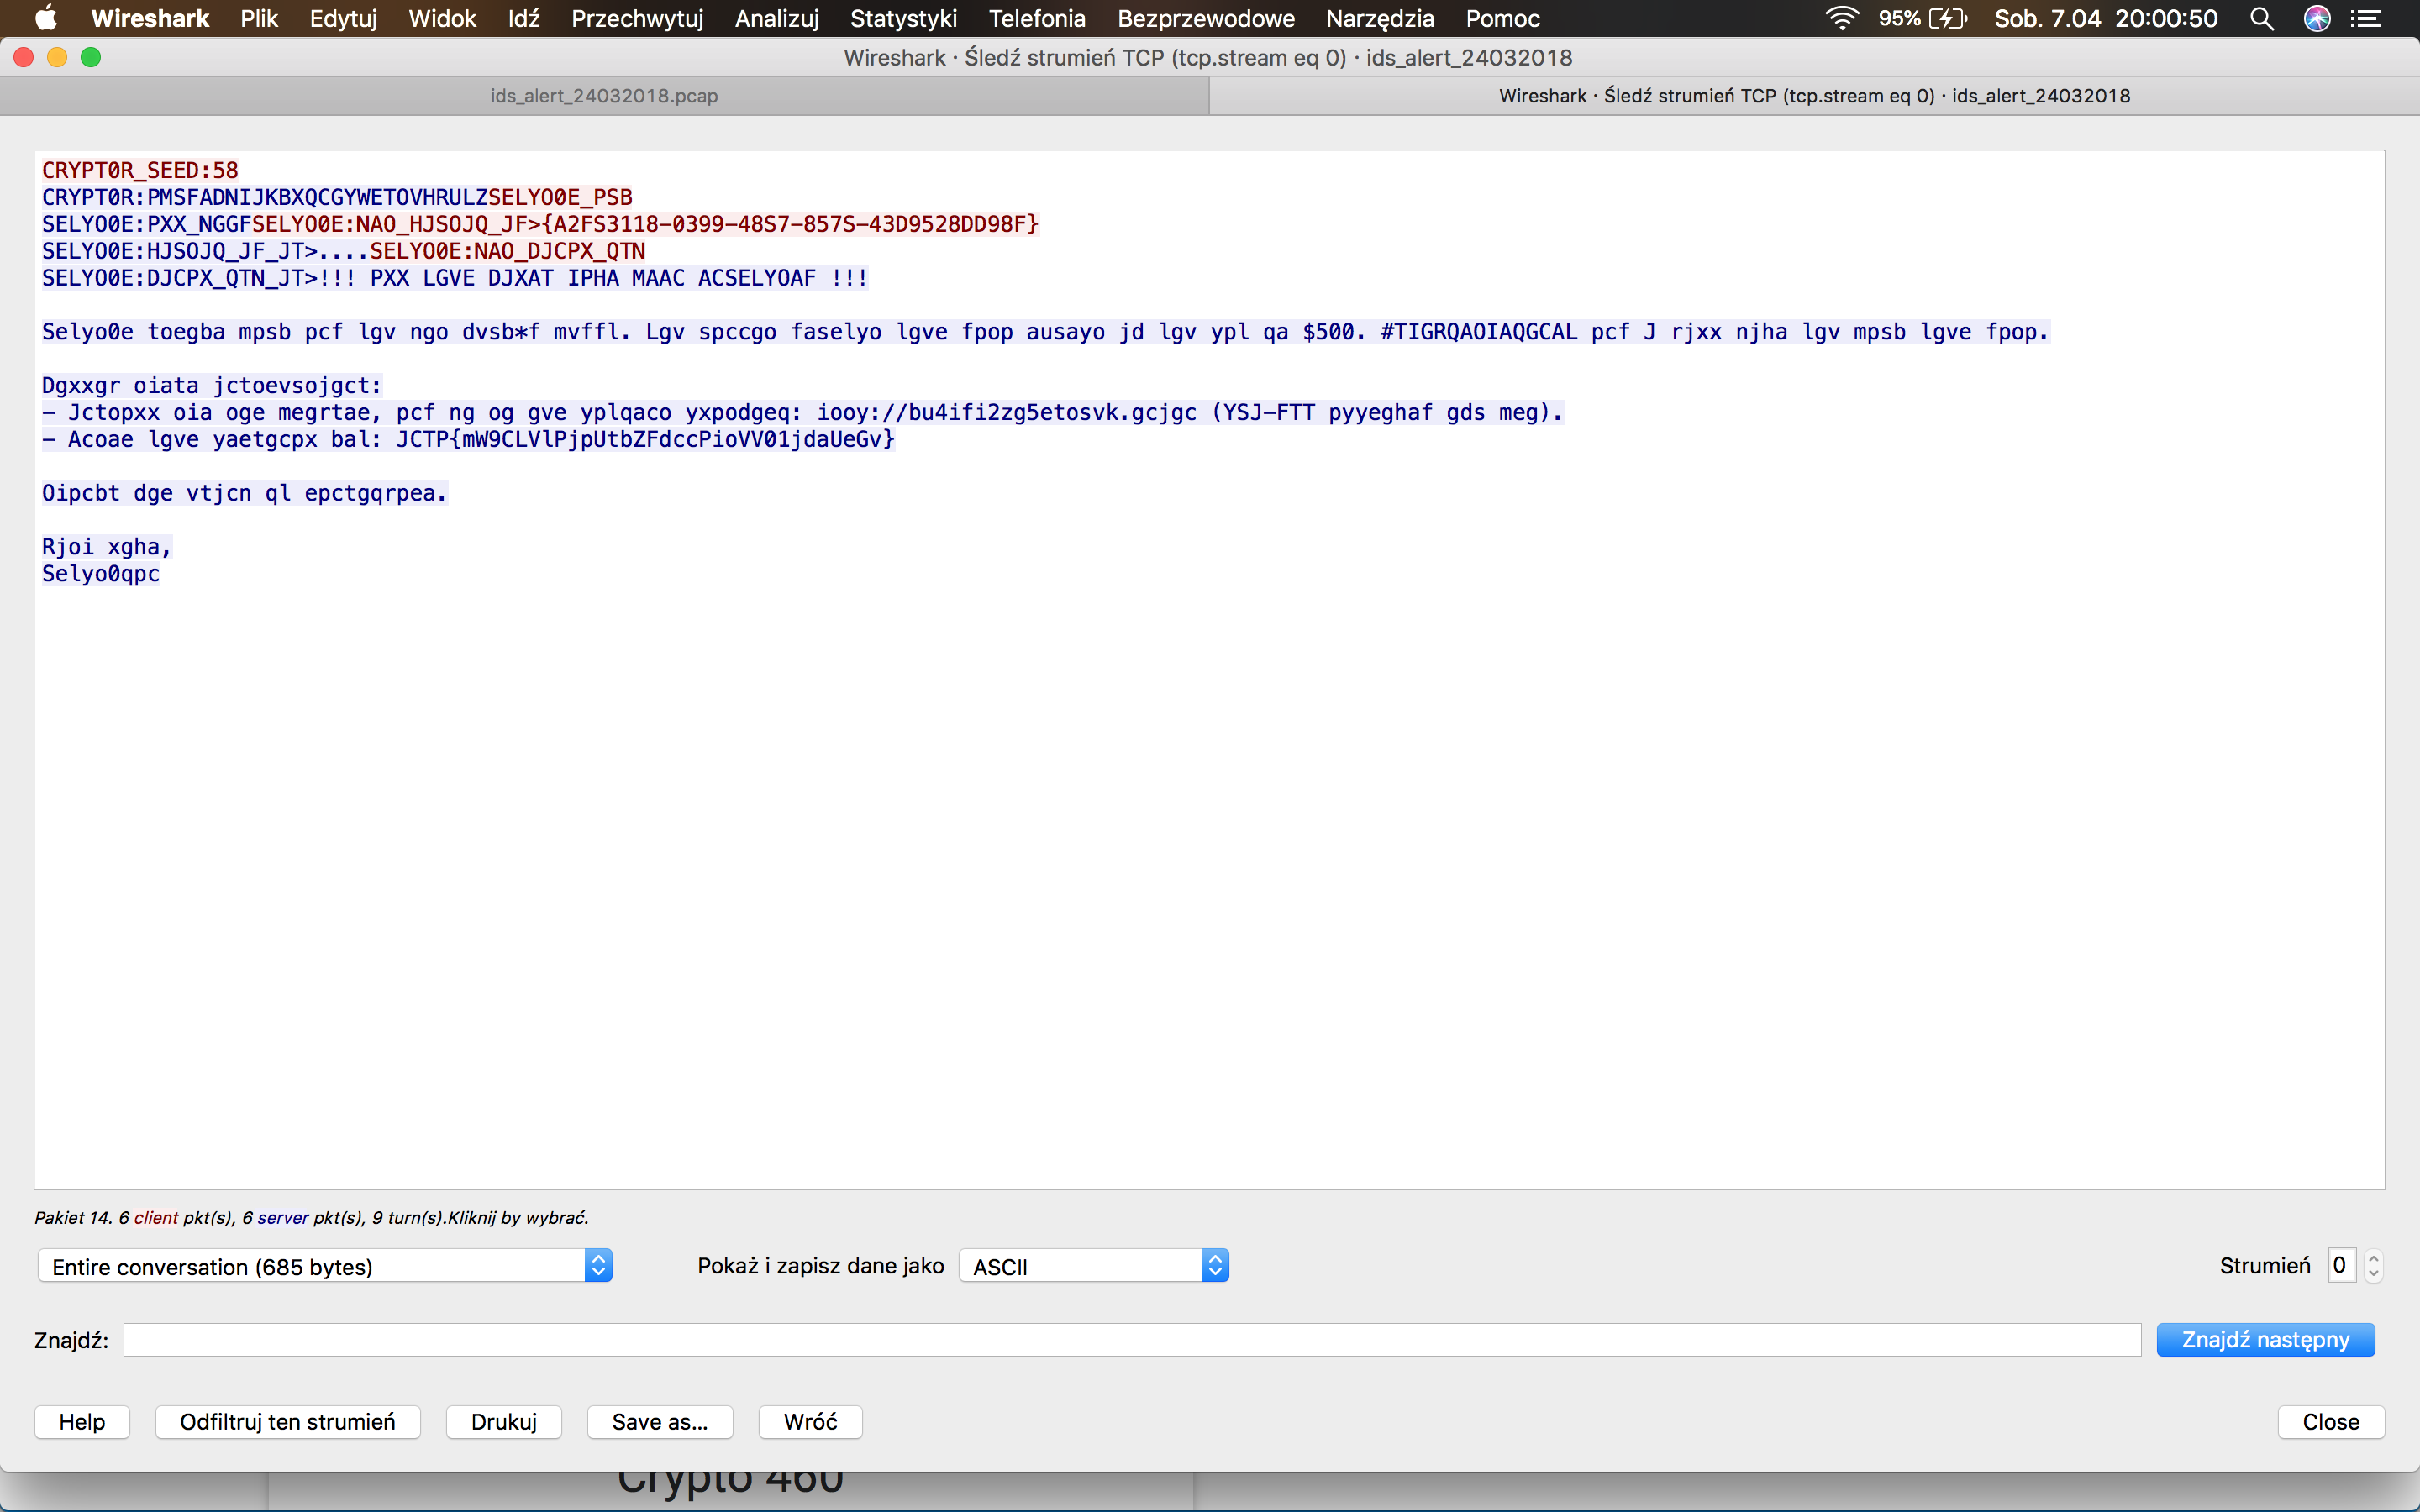 Wireshark Plik Edytuj Widok Idź Przechwytuj Analizuj Statystyki Telefonia Bezprzewodowe Narzędzia Pomoc 95% Sob. 7.04 20:00:50
Wireshark · Śledź strumień TCP (tcp.stream eq 0) · ids_alert_24032018
ids_alert_24032018.pcap Wireshark · Śledź strumień TCP (tcp.stream eq 0) · ids_alert_24032018
CRYPT0R_SEED:58
CRYPT0R:PMSFADNIJKBXQCGYWETOVHRULZSELYO0E_PSB
SELYO0E:PXX_NGGFSELYO0E:NAO_HJSOJQ_JF>{A2FS3118-0399-48S7-857S-43D9528DD98F}
SELYO0E:HJSOJQ_JF_JT>....SELYO0E:NAO_DJCPX_QTN
SELYO0E:DJCPX_QTN_JT>!!! PXX LGVE DJXAT IPHA MAAC ACSELYOAF !!!
Selyo0e toegba mpsb pcf lgv ngo dvsb*f mvffl. Lgv spccgo faselyo lgve fpop ausayo jd lgv ypl qa $500. #TIGRQAOIAQGCAL pcf J rjxx njha lgv mpsb lgve fpop.
Dgxxgr oiata jctoevsojgct:
- Jctopxx oia oge megrtae, pcf ng og gve yplqaco yxpodgeq: iooy://bu4ifi2zg5etosvk.gcjgc (YSJ-FTT pyyeghaf gds meg).
- Acoae lgve yaetgcpx bal: JCTP{mW9CLVlPjpUtbZFdccPioVV01jdaUeGv}
Oipcbt dge vtjcn ql epctgqrpea.
Rjoi xgha,
Selyo0qpc
Pakiet 14. 6 client pkt(s), 6 server pkt(s), 9 turn(s).Kliknij by wybrać.
Entire conversation (685 bytes) Pokaż i zapisz dane jako ASCII Strumień 0
Znajdź: Znajdź następny
Help Odfiltruj ten strumień Drukuj Save as... Wróć Close
Crypto 460